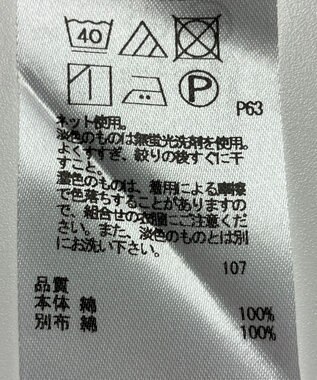 40
P
P63
ネット使用。
淡色のものは無蛍光洗剤を使用。
よくすすぎ、絞りの後すぐに干
すこと。
濃色のものは、着用による摩擦
で色落ちすることがありますの
で、組合せの衣服にご注意くだ
さい。また、淡色のものとは別
にお洗い下さい。
107
品質
本体 綿 100%
別布 綿 100%